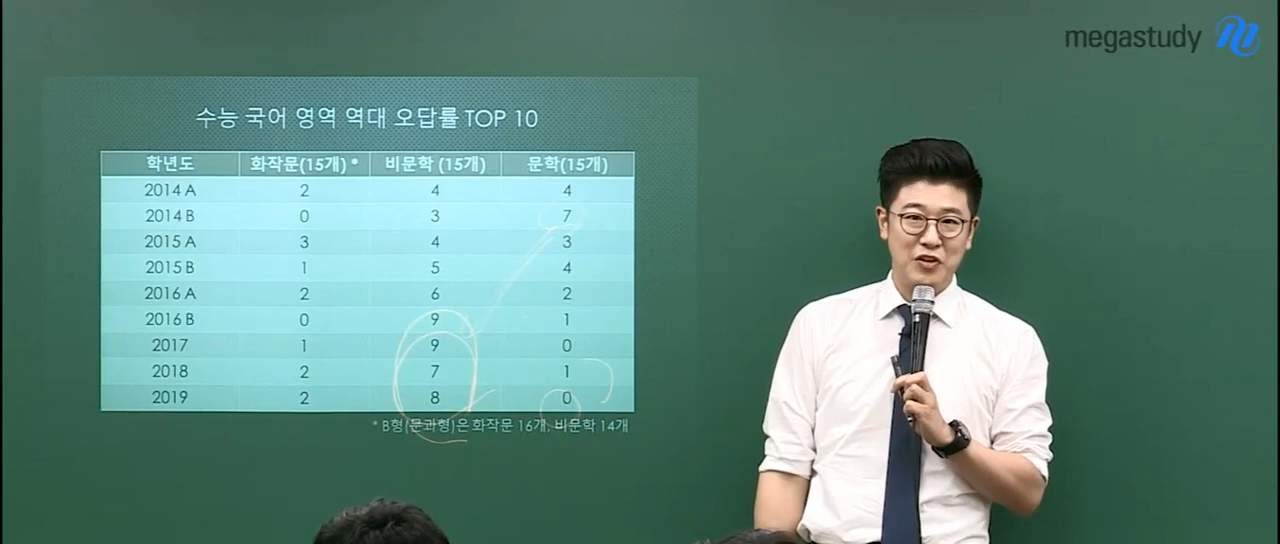 megastudy
수능 국어 영역 역대 오답률 TOP 10
학년도 화작문(15개) * 비문학 (15개) 문학(15개)
2014 A 2 4 4
2014 B 0 3 7
2015 A 3 4 3
2015 B 1 5 4
2016 A 2 6 2
2016 B 0 9 1
2017 1 9 0
2018 2 7 1
2019 2 8 0
* B형(문과형)은 화작문 16개, 비문학 14개